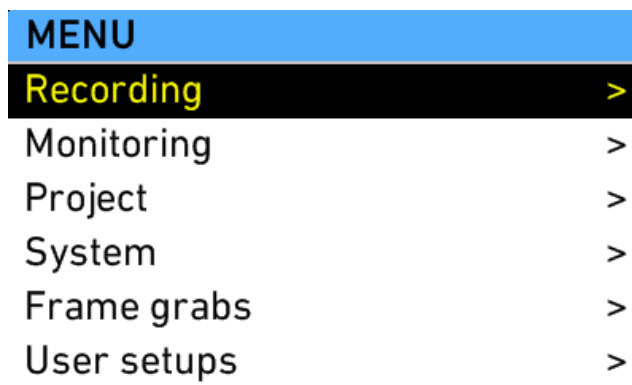 MENU
Recording >
Monitoring >
Project >
System >
Frame grabs >
User setups >